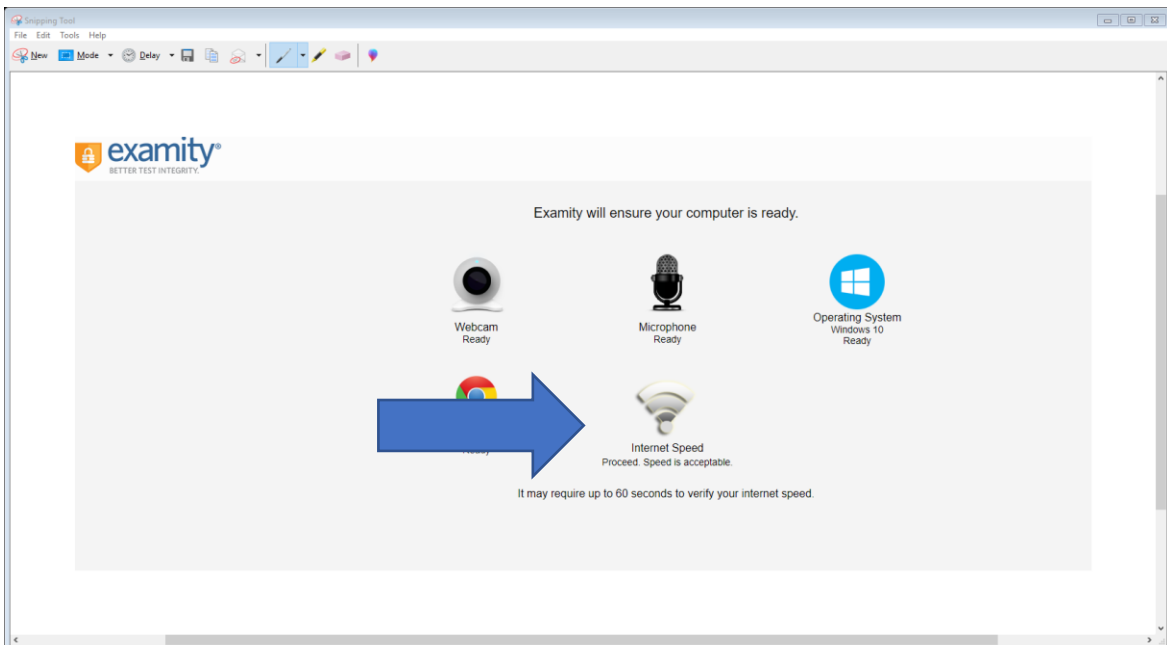 Snipping Tool
File Edit Tools Help
New Mode Delay
examity®
BETTER TEST INTEGRITY.
Examity will ensure your computer is ready.
Webcam
Ready
Microphone
Ready
Operating System
Windows 10
Ready
Ready
Internet Speed
Proceed. Speed is acceptable.
It may require up to 60 seconds to verify your internet speed.